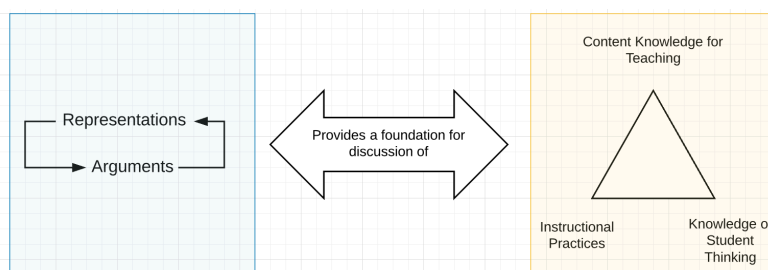 Representations
Arguments
Provides a foundation for
discussion of
Content Knowledge for
Teaching
Instructional
Practices
Knowledge o
Student
Thinking